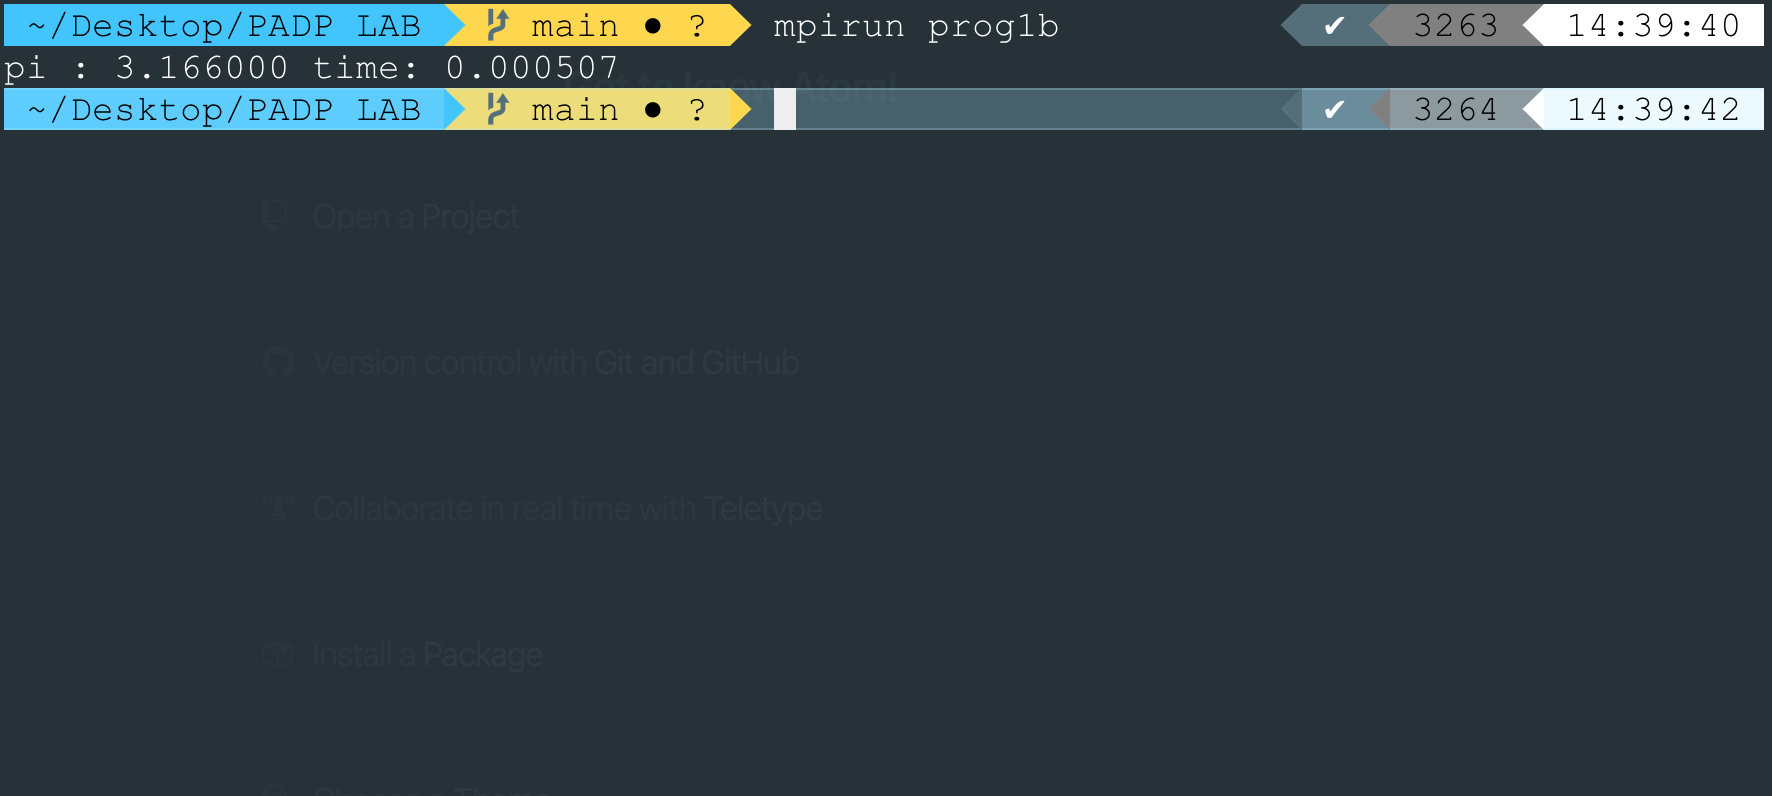 ~/Desktop/PADP LAB main ● ? mpirun prog1b ✔ 3263 14:39:40
pi : 3.166000 time: 0.000507
Get to know Atom!
~/Desktop/PADP LAB main ● ? ✔ 3264 14:39:42
Open a Project
Version control with Git and GitHub
Collaborate in real time with Teletype
Install a Package
Choose a Theme